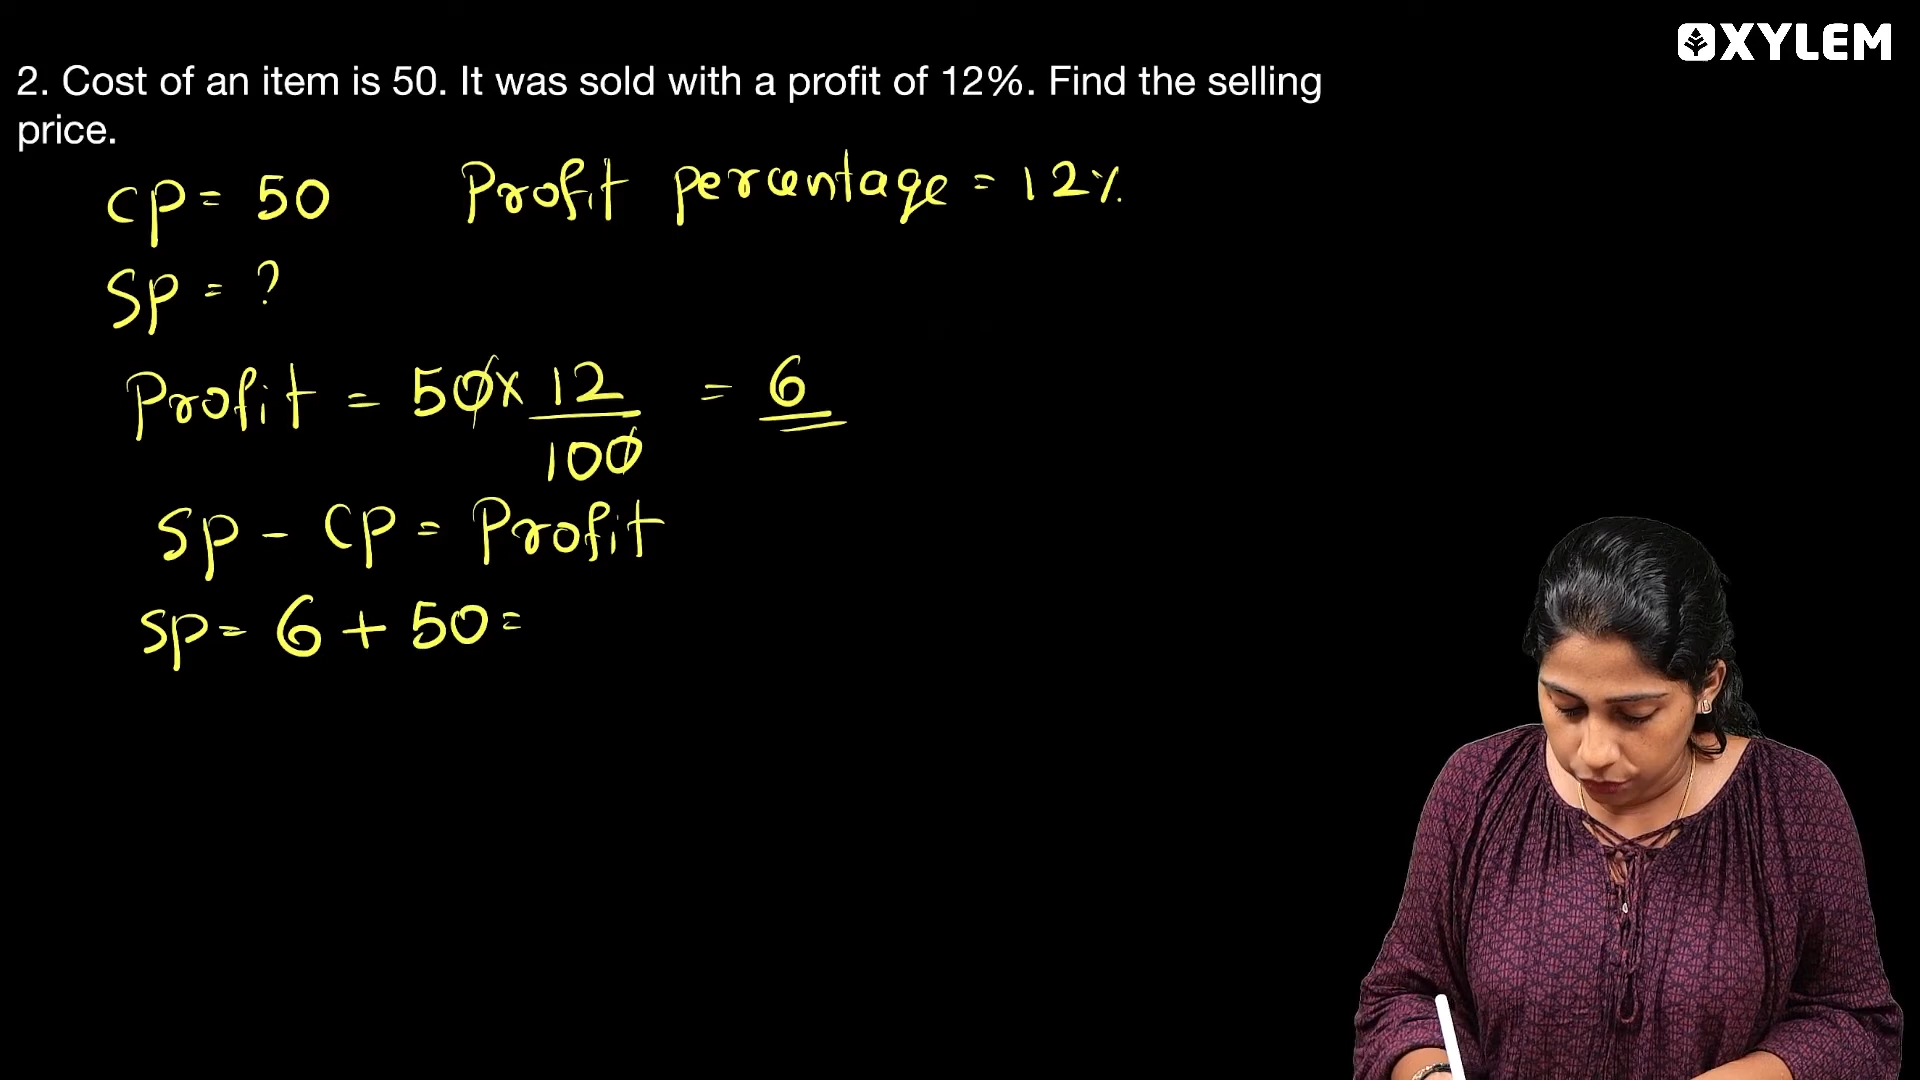 OXYLEM
2. Cost of an item is 50. It was sold with a profit of 12%. Find the selling
price.
CP = 50 Profit percentage = 12%
SP = ?
Profit = 50 × 12/100 = 6
SP - CP = Profit
SP = 6 + 50 =